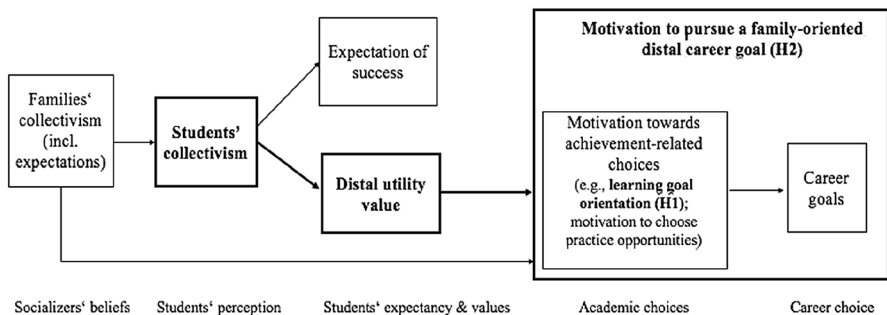 Families‘
collectivism
(incl.
expectations)
Students’
collectivism
Expectation of
success
Distal utility
value
Motivation to pursue a family-oriented
distal career goal (H2)
Motivation towards
achievement-related
choices
(e.g., learning goal
orientation (H1);
motivation to choose
practice opportunities)
Career
goals
Socializers‘ beliefs
Students‘ perception
Students‘ expectancy & values
Academic choices
Career choice